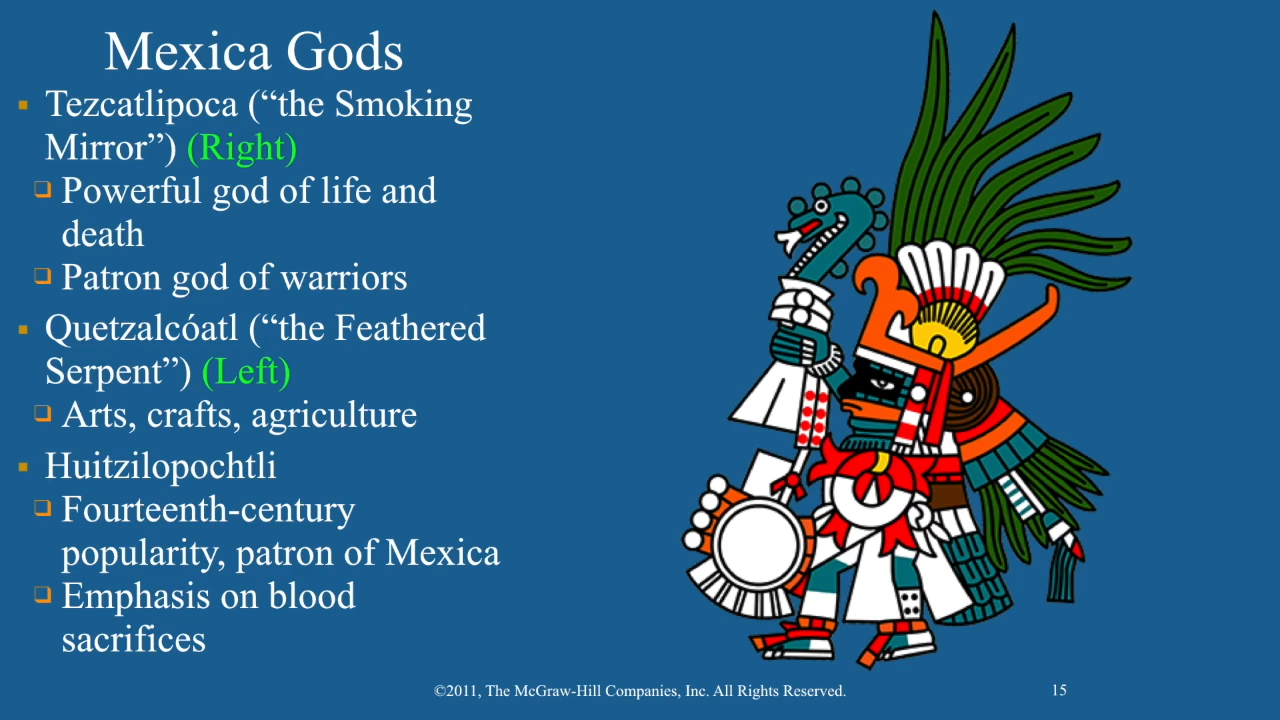 Mexica Gods
▪ Tezcatlipoca (“the Smoking
Mirror”) (Right)
❑ Powerful god of life and
death
❑ Patron god of warriors
▪ Quetzalcóatl (“the Feathered
Serpent”) (Left)
❑ Arts, crafts, agriculture
▪ Huitzilopochtli
❑ Fourteenth-century
popularity, patron of Mexica
❑ Emphasis on blood
sacrifices
©2011, The McGraw-Hill Companies, Inc. All Rights Reserved.
15